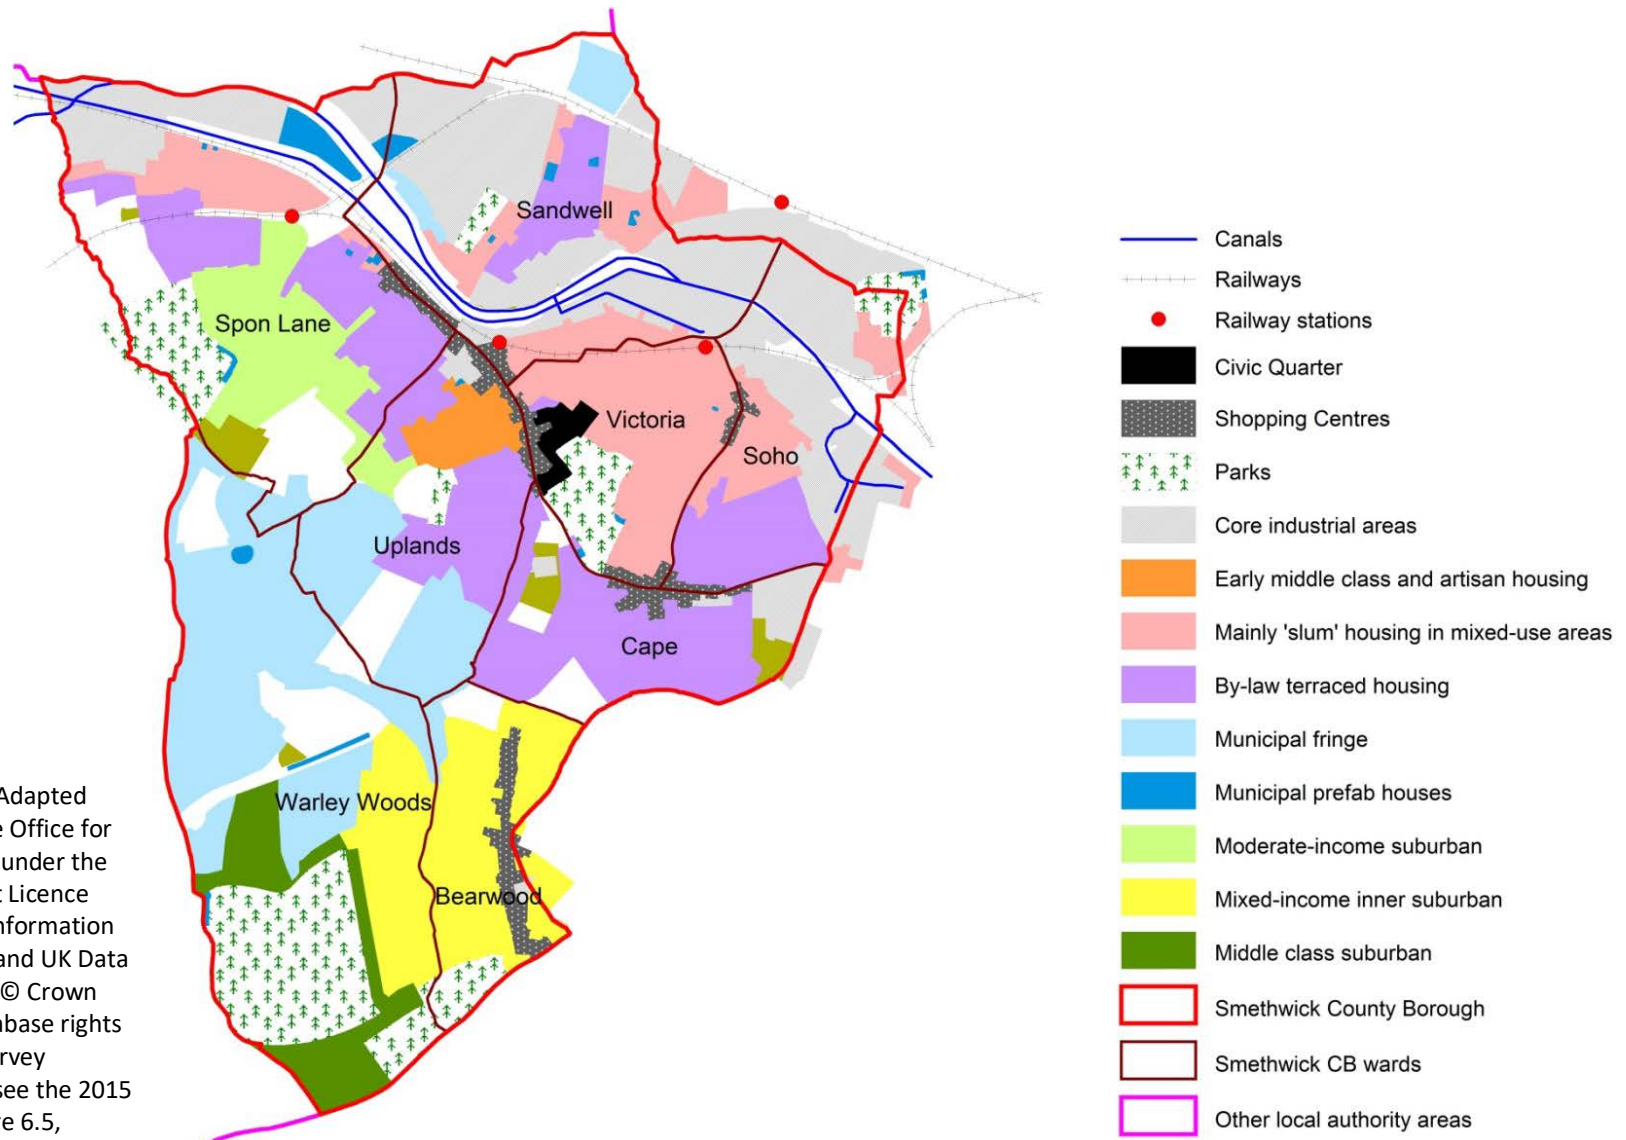 Sandwell
Spon Lane
Victoria
Soho
Uplands
Cape
Warley Woods
Bearwood
Canals
Railways
Railway stations
Civic Quarter
Shopping Centres
Parks
Core industrial areas
Early middle class and artisan housing
Mainly 'slum' housing in mixed-use areas
By-law terraced housing
Municipal fringe
Municipal prefab houses
Moderate-income suburban
Mixed-income inner suburban
Middle class suburban
Smethwick County Borough
Smethwick CB wards
Other local authority areas
Adapted
Office for
under the
Licence
and UK Data
© Crown
rights
see the 2015
6.5,